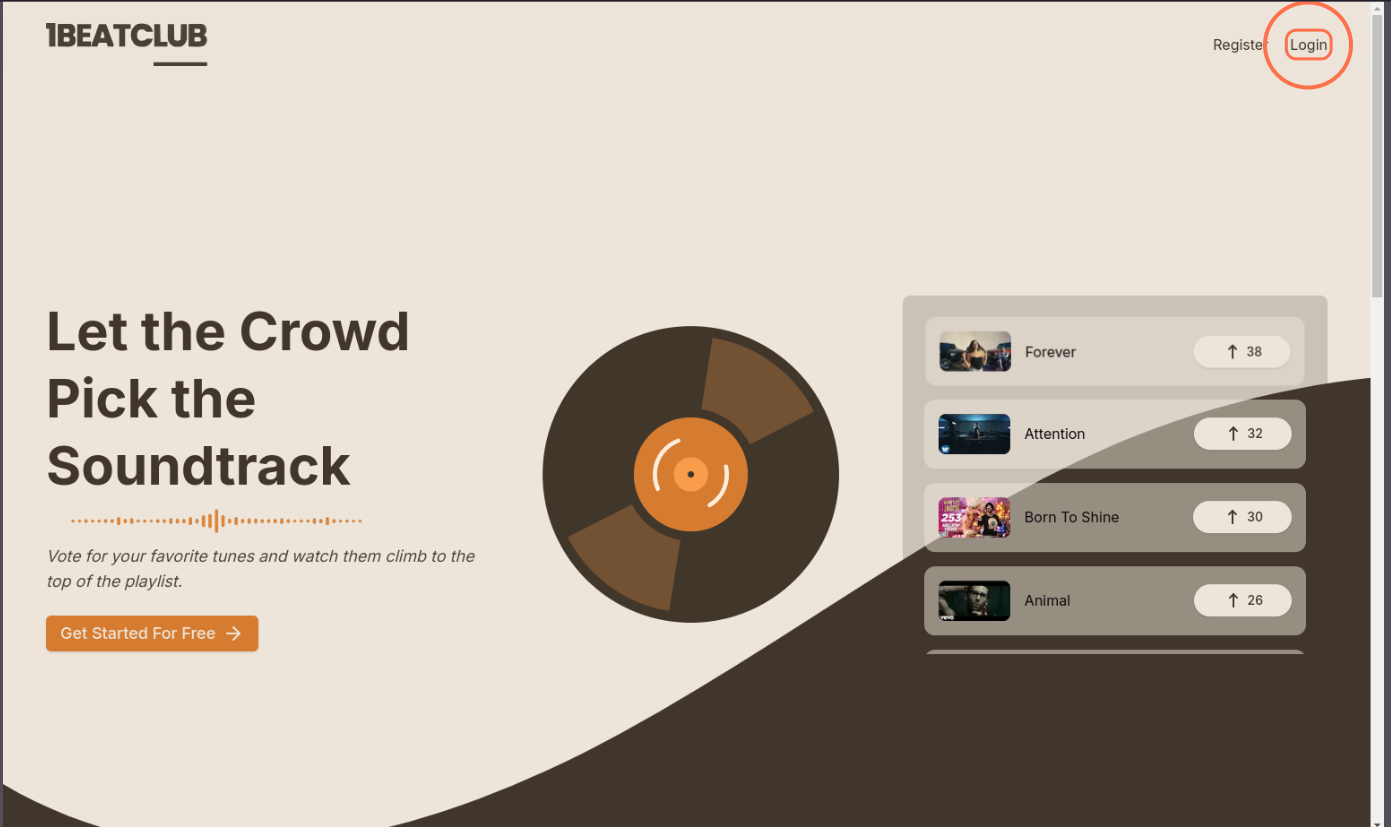 1BEATCLUB
Register
Login
Let the Crowd
Pick the
Soundtrack
Vote for your favorite tunes and watch them climb to the
top of the playlist.
Get Started For Free
Forever
38
Attention
32
253
Born To Shine
30
Animal
26
vevo